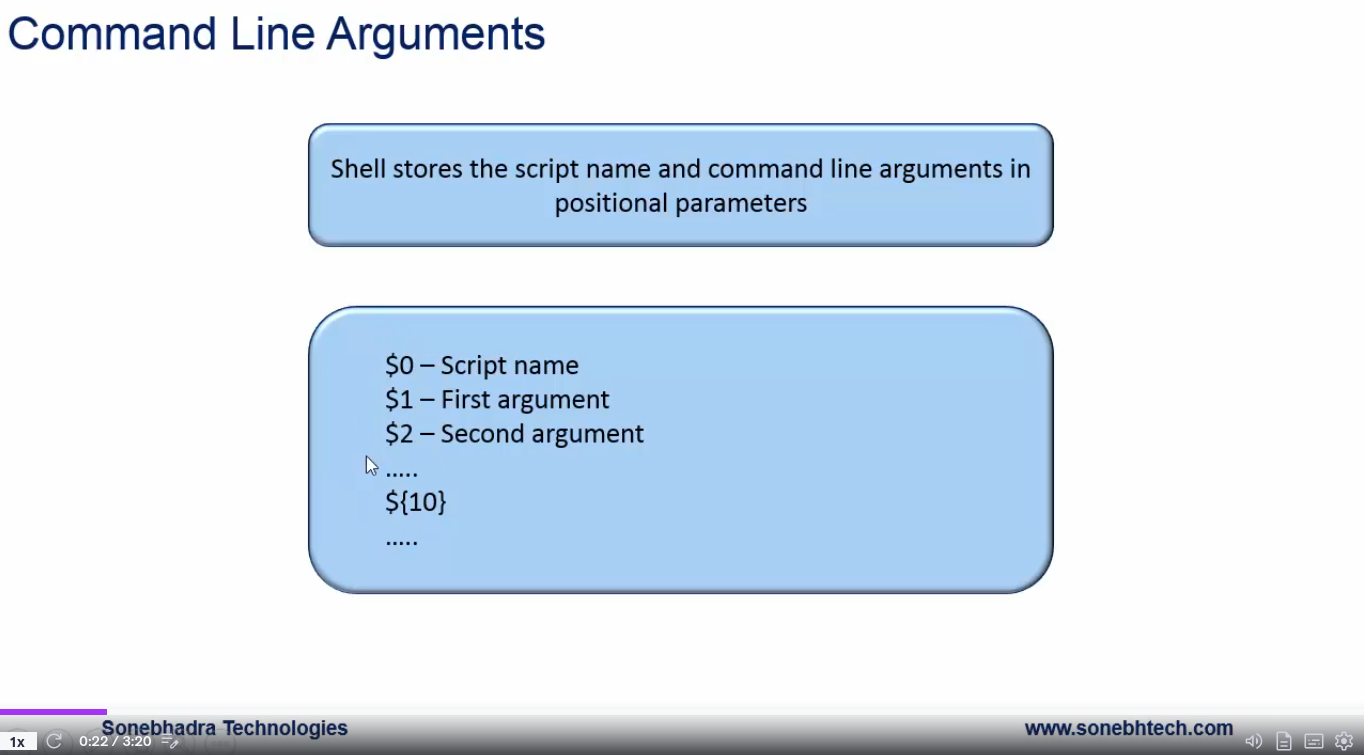 Command Line Arguments
Shell stores the script name and command line arguments in
positional parameters
$0 – Script name
$1 – First argument
$2 – Second argument
.....
${10}
.....
Sonebhadra Technologies
www.sonebhtech.com
1x
0:22 / 3:20